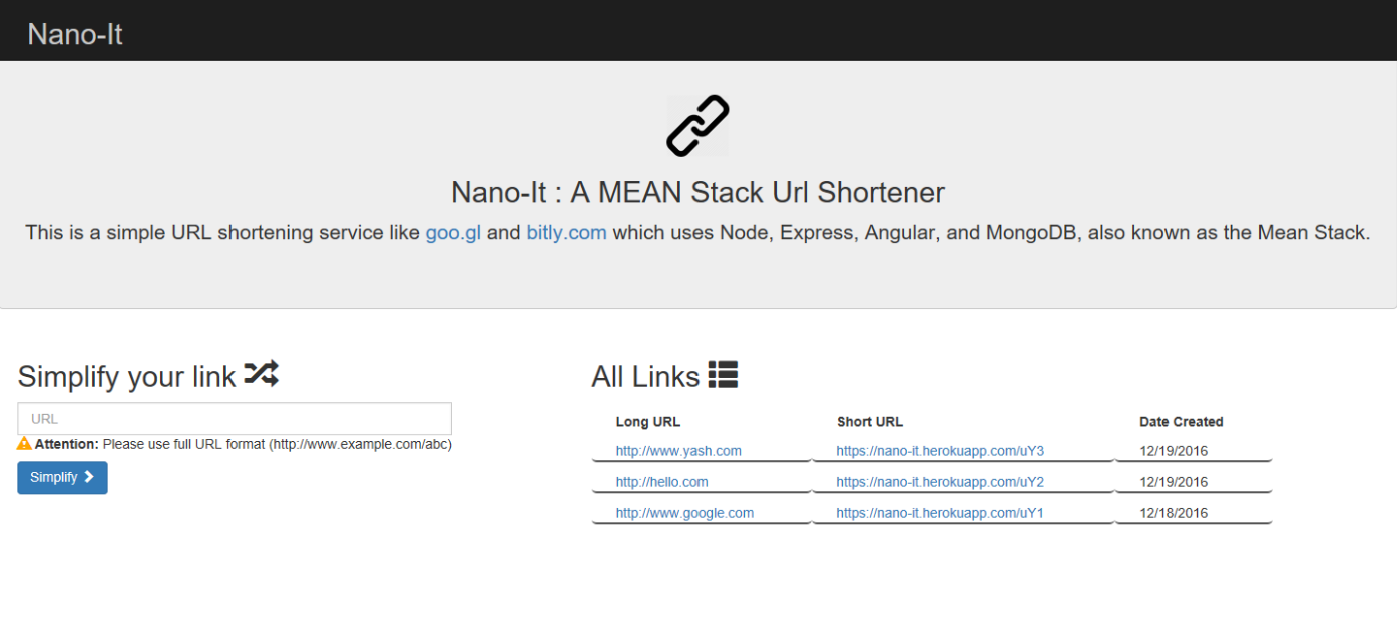 Nano-It
Nano-It : A MEAN Stack Url Shortener
This is a simple URL shortening service like goo.gl and bitly.com which uses Node, Express, Angular, and MongoDB, also known as the Mean Stack.
Simplify your link
URL
Attention: Please use full URL format (http://www.example.com/abc)
Simplify
All Links
Long URL Short URL Date Created
http://www.yash.com https://nano-it.herokuapp.com/uY3 12/19/2016
http://hello.com https://nano-it.herokuapp.com/uY2 12/19/2016
http://www.google.com https://nano-it.herokuapp.com/uY1 12/18/2016